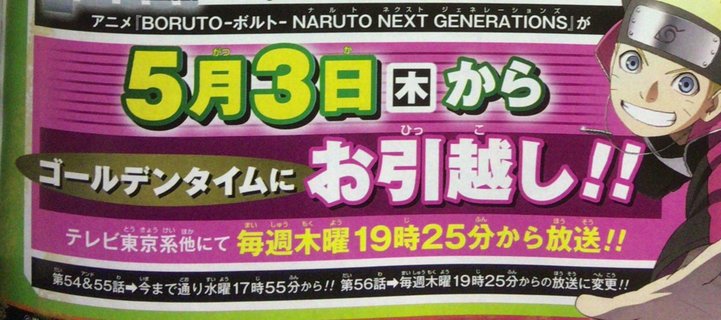 アニメ『BORUTO-ボルト- NARUTO NEXT GENERATIONS』が
5月3日木から
ゴールデンタイムに お引越し!!
テレビ東京系他にて 毎週木曜19時25分から放送!!
第54&55話➡今まで通り水曜17時55分から!! 第56話➡毎週木曜19時25分からの放送に変更!!